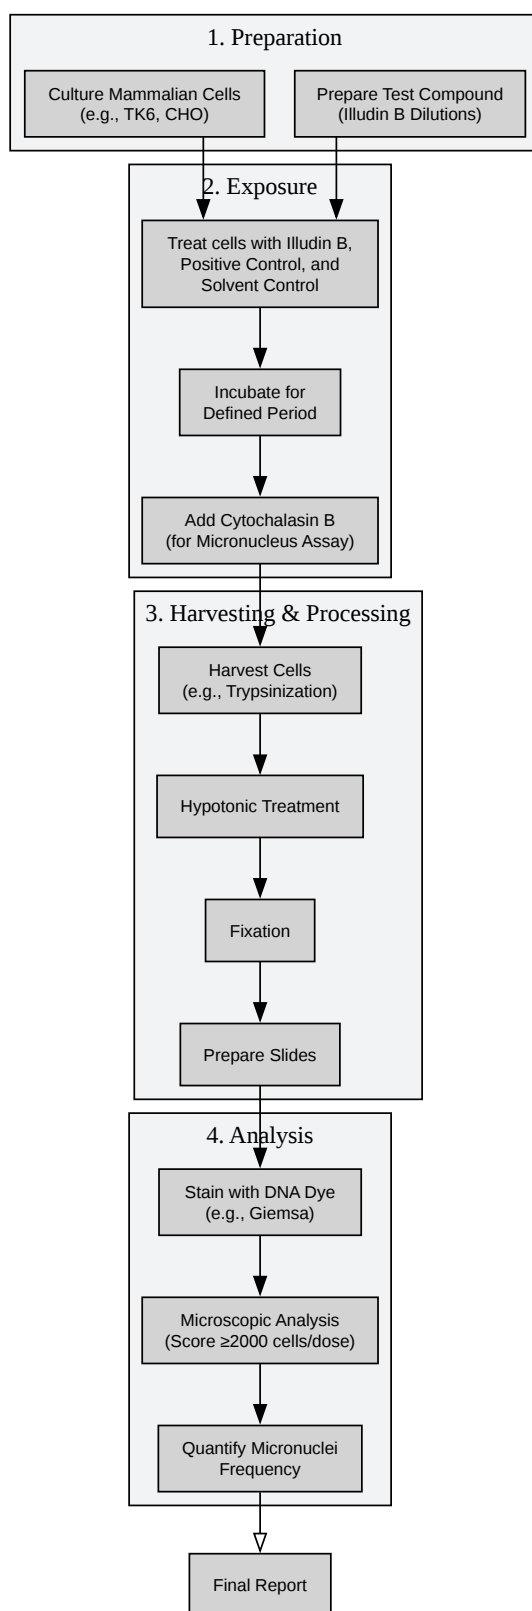 1. Preparation
Culture Mammalian Cells
(e.g., TK6, CHO)
Prepare Test Compound
(Illudin B Dilutions)
2. Exposure
Treat cells with Illudin B,
Positive Control, and
Solvent Control
Incubate for
Defined Period
Add Cytochalasin B
(for Micronucleus Assay)
3. Harvesting & Processing
Harvest Cells
(e.g., Trypsinization)
Hypotonic Treatment
Fixation
Prepare Slides
4. Analysis
Stain with DNA Dye
(e.g., Giemsa)
Microscopic Analysis
(Score ≥2000 cells/dose)
Quantify Micronuclei
Frequency
Final Report